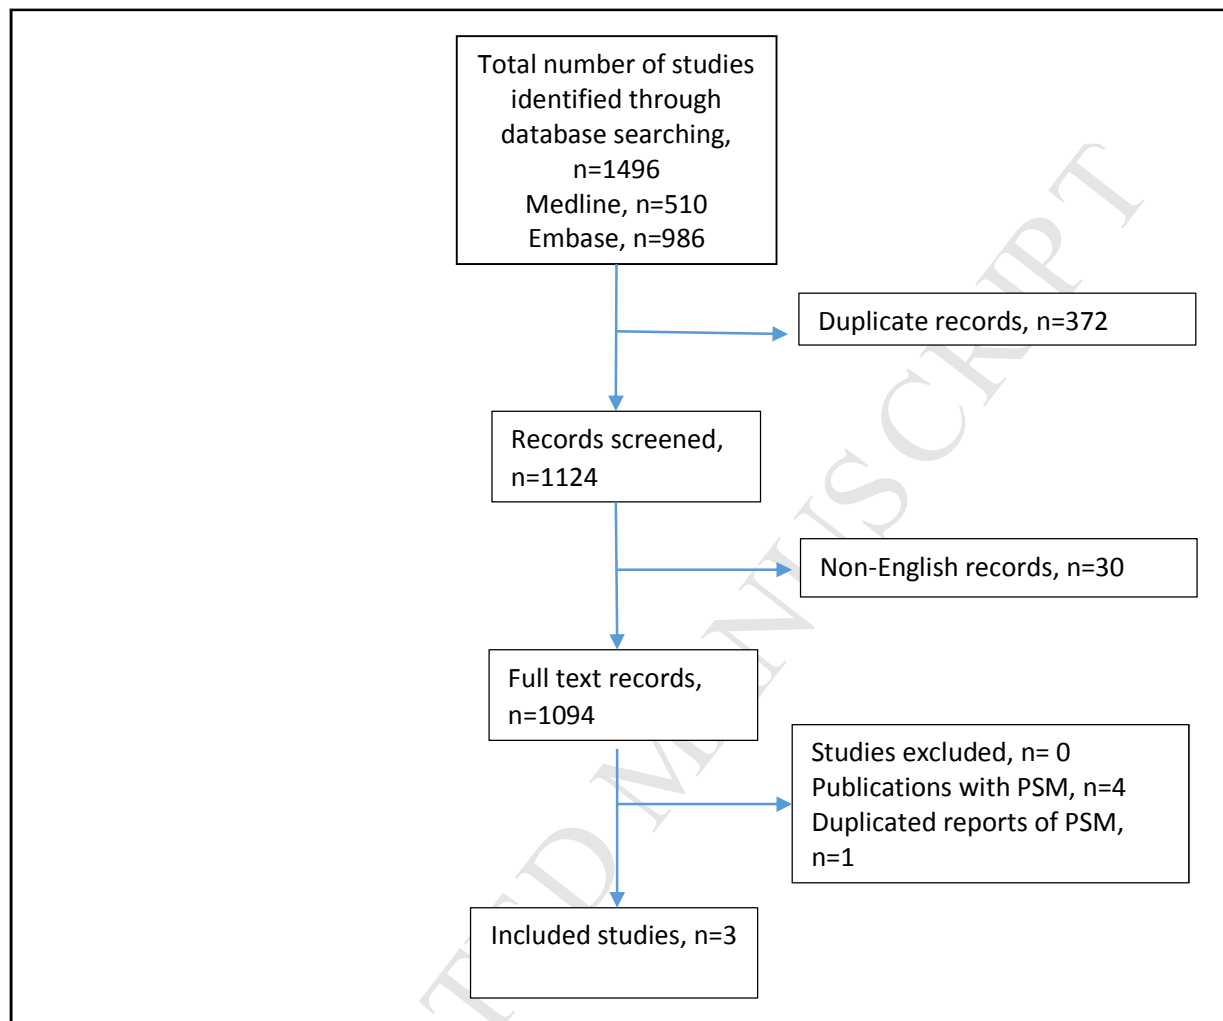 Total number of studies
identified through
database searching,
n=1496
Medline, n=510
Embase, n=986
Duplicate records, n=372
Records screened,
n=1124
Non-English records, n=30
Full text records,
n=1094
Studies excluded, n= 0
Publications with PSM, n=4
Duplicated reports of PSM,
n=1
Included studies, n=3
TED MANUSCRIPT